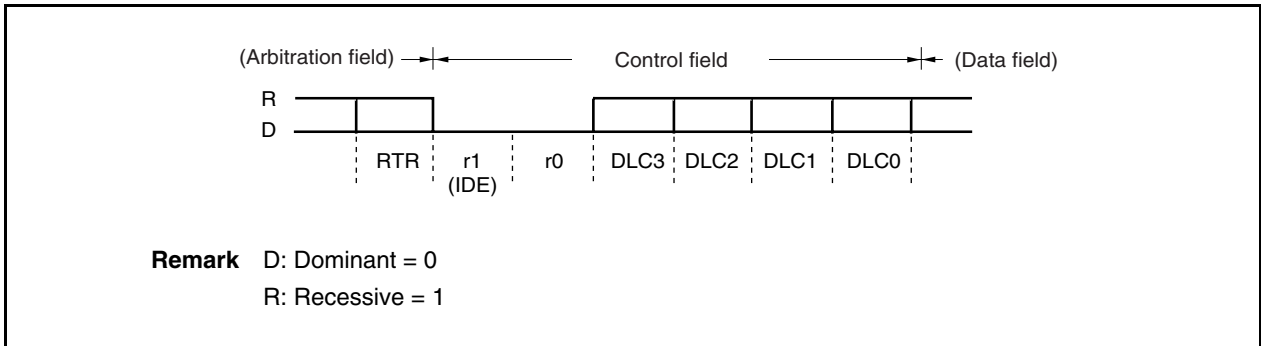 (Arbitration field) Control field (Data field)
R
D
RTR r1 r0 DLC3 DLC2 DLC1 DLC0
(IDE)
Remark D: Dominant = 0
R: Recessive = 1